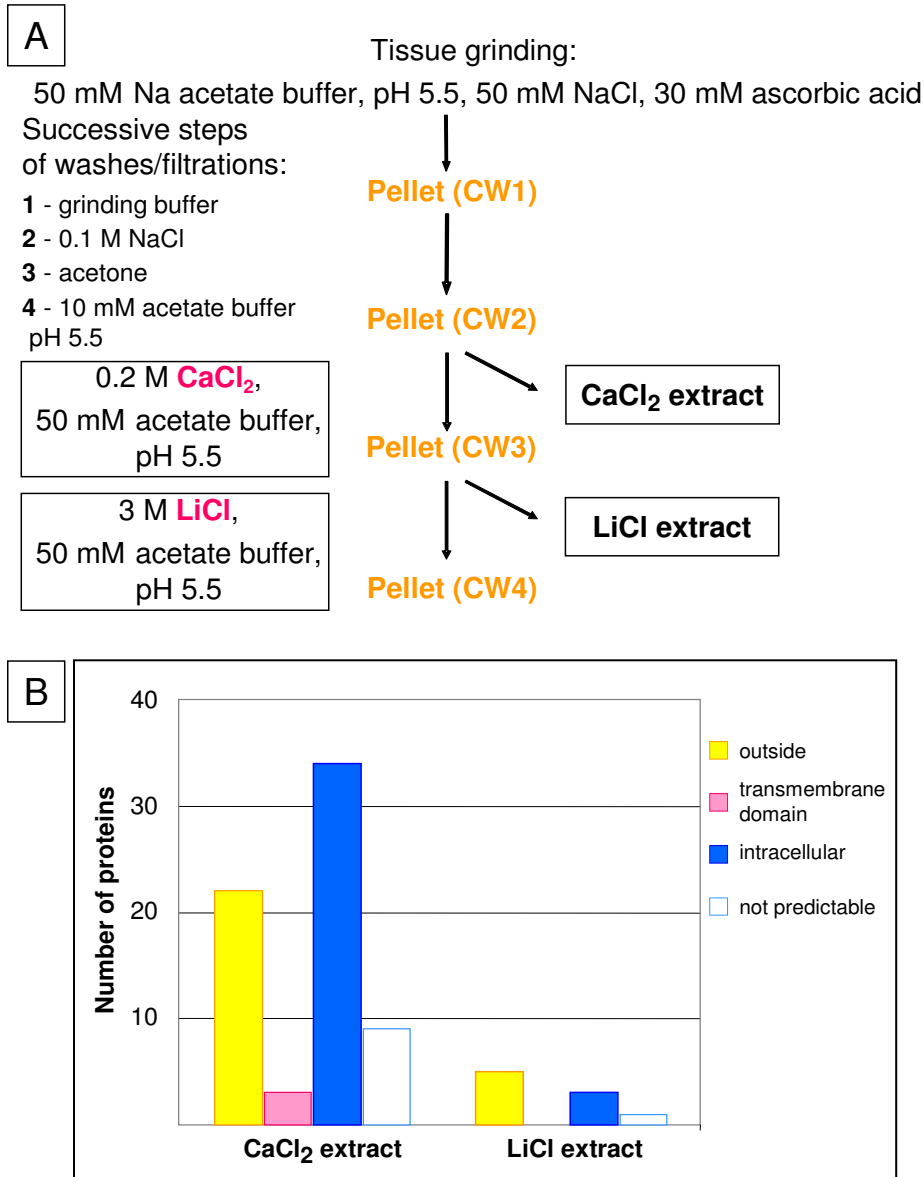 A
Tissue grinding:
50 mM Na acetate buffer, pH 5.5, 50 mM NaCl, 30 mM ascorbic acid
Successive steps
of washes/filtrations:
1 - grinding buffer
2 - 0.1 M NaCl
3 - acetone
4 - 10 mM acetate buffer
pH 5.5
Pellet (CW1)
Pellet (CW2)
0.2 M CaCl₂,
50 mM acetate buffer,
pH 5.5
CaCl₂ extract
Pellet (CW3)
3 M LiCl,
50 mM acetate buffer,
pH 5.5
LiCl extract
Pellet (CW4)
B
Number of proteins
40
30
20
10
outside
transmembrane
domain
intracellular
not predictable
CaCl₂ extract
LiCl extract